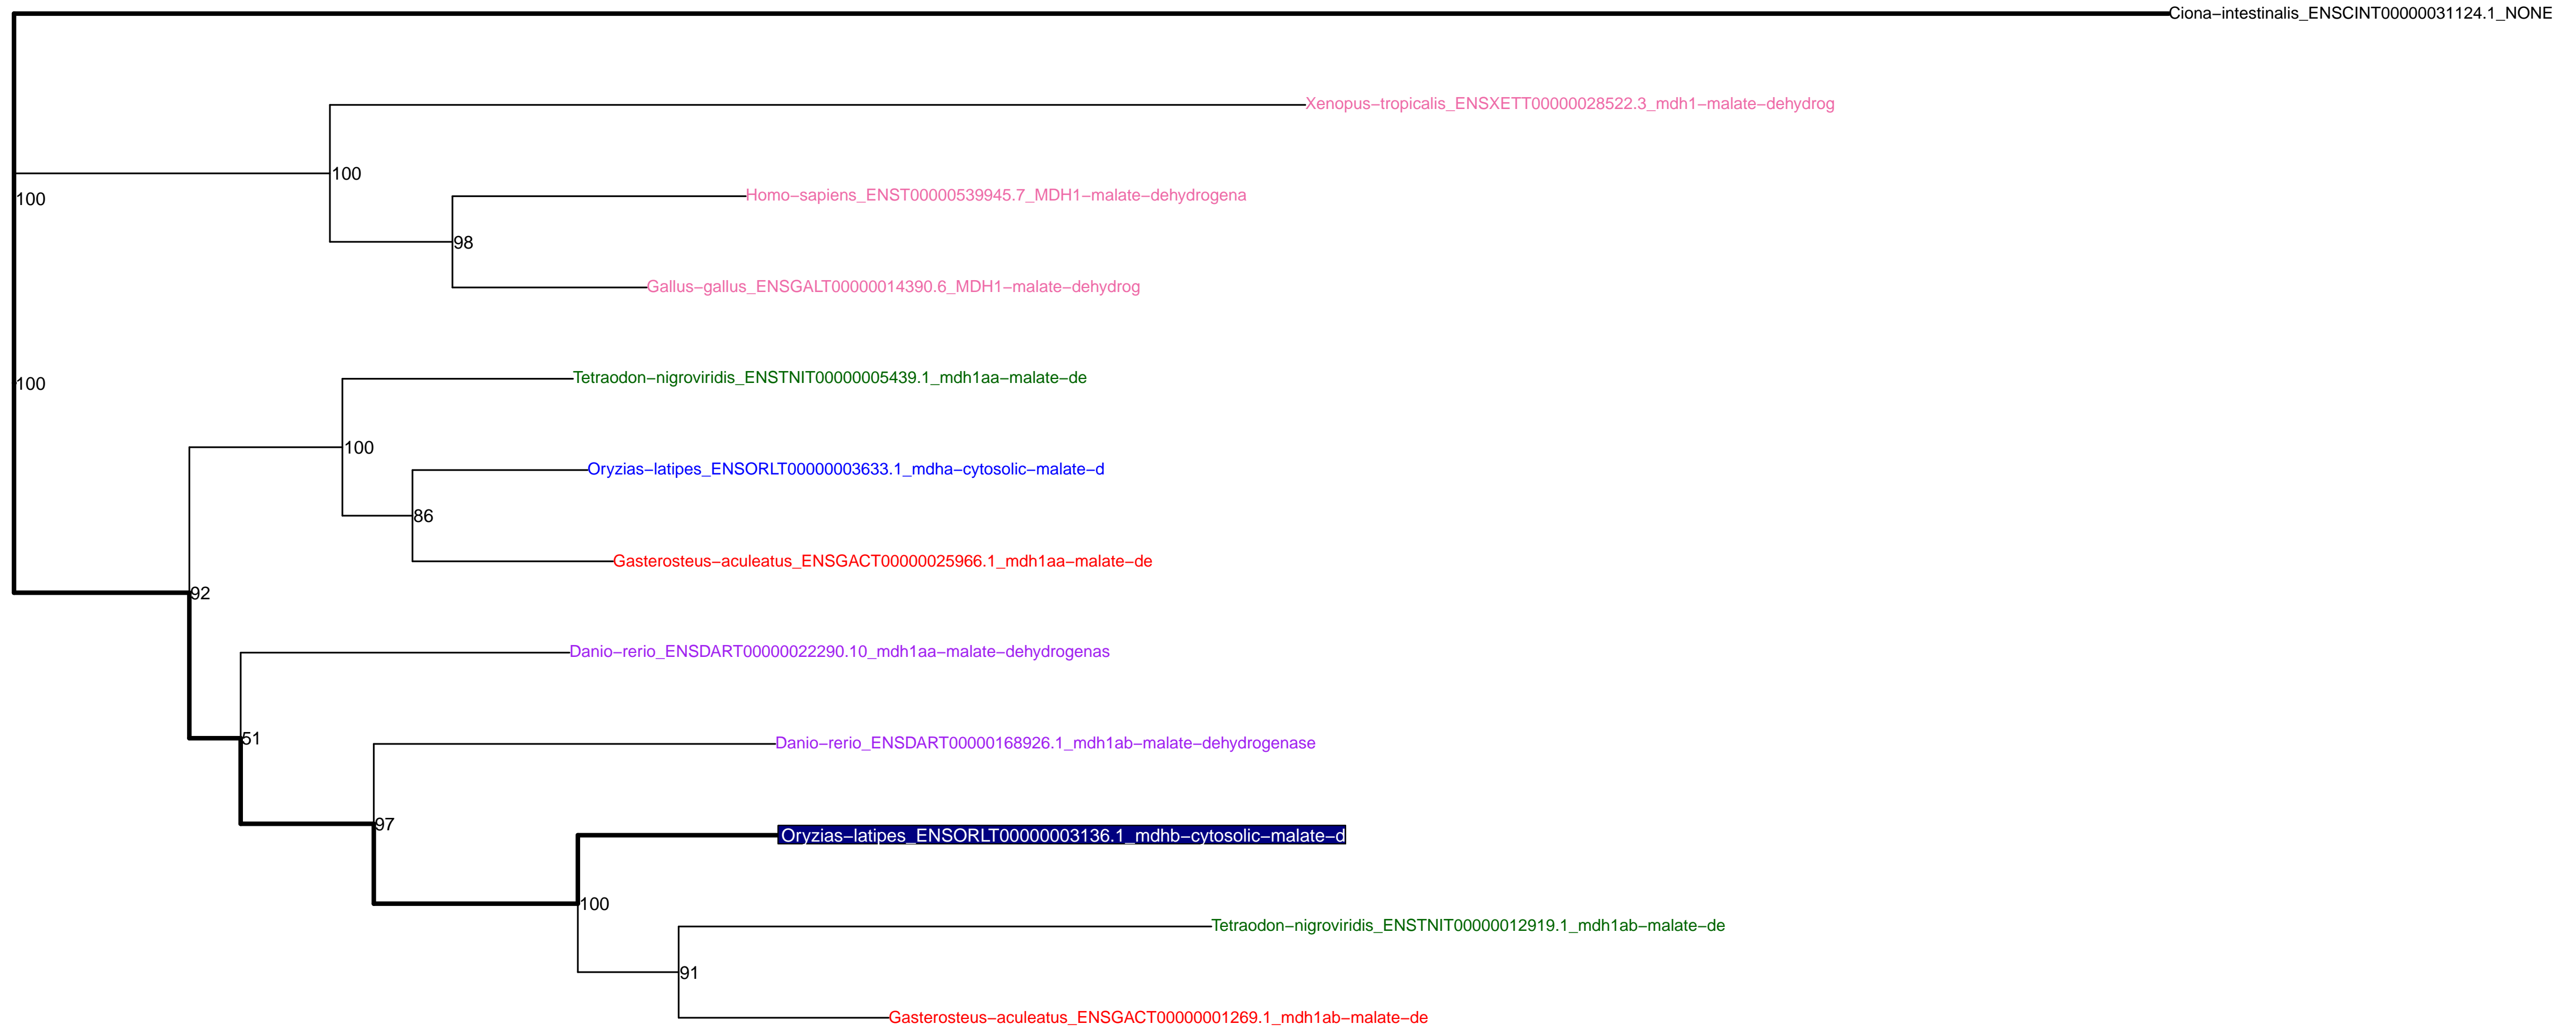 Ciona-intestinalis_ENSCINT00000031124.1_NONE
Xenopus-tropicalis_ENSXETT00000028522.3_mdh1-malate-dehydrog
100
Homo-sapiens_ENST00000539945.7_MDH1-malate-dehydrogena
100
98
Gallus-gallus_ENSGALT00000014390.6_MDH1-malate-dehydrog
Tetraodon-nigroviridis_ENSTNIT00000005439.1_mdh1aa-malate-de
100
100
Oryzias-latipes_ENSORLT00000003633.1_mdha-cytosolic-malate-d
86
Gasterosteus-aculeatus_ENSGACT00000025966.1_mdh1aa-malate-de
92
Danio-rerio_ENSDART00000022290.10_mdh1aa-malate-dehydrogenas
51
Danio-rerio_ENSDART00000168926.1_mdh1ab-malate-dehydrogenase
97
Oryzias-latipes_ENSORLT00000003136.1_mdhb-cytosolic-malate-d
100
Tetraodon-nigroviridis_ENSTNIT00000012919.1_mdh1ab-malate-de
91
Gasterosteus-aculeatus_ENSGACT00000001269.1_mdh1ab-malate-de